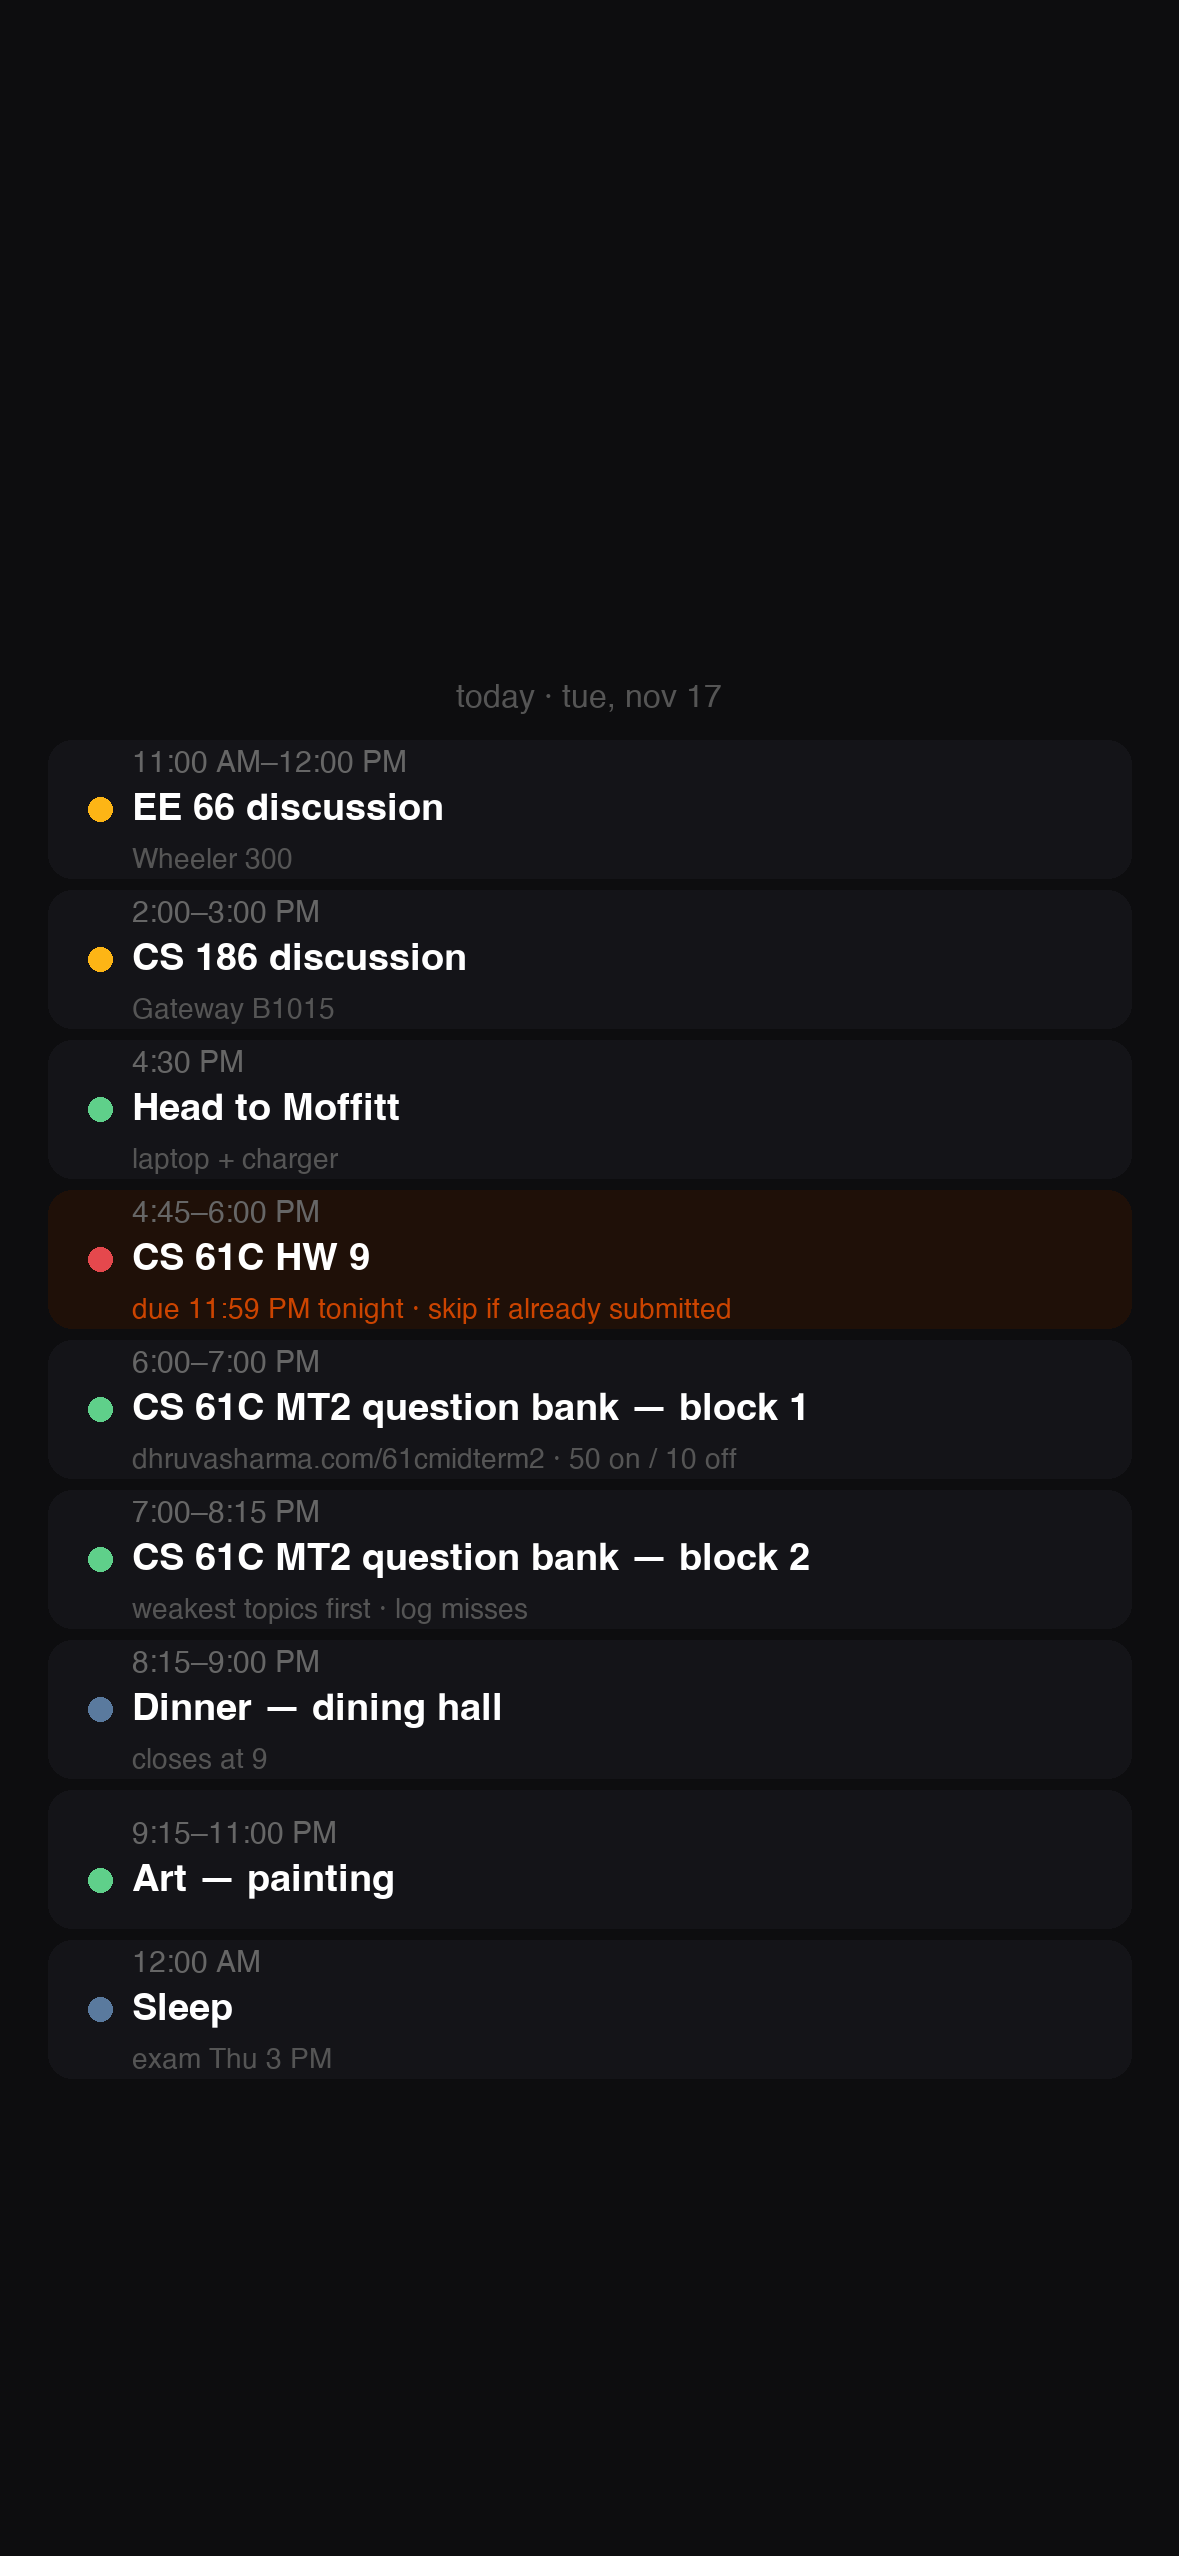 today · tue, nov 17
11:00 AM–12:00 PM
EE 66 discussion
Wheeler 300
2:00–3:00 PM
CS 186 discussion
Gateway B1015
4:30 PM
Head to Moffitt
laptop + charger
4:45–6:00 PM
CS 61C HW 9
due 11:59 PM tonight · skip if already submitted
6:00–7:00 PM
CS 61C MT2 question bank — block 1
dhruvasharma.com/61cmidterm2 · 50 on / 10 off
7:00–8:15 PM
CS 61C MT2 question bank — block 2
weakest topics first · log misses
8:15–9:00 PM
Dinner — dining hall
closes at 9
9:15–11:00 PM
Art — painting
12:00 AM
Sleep
exam Thu 3 PM